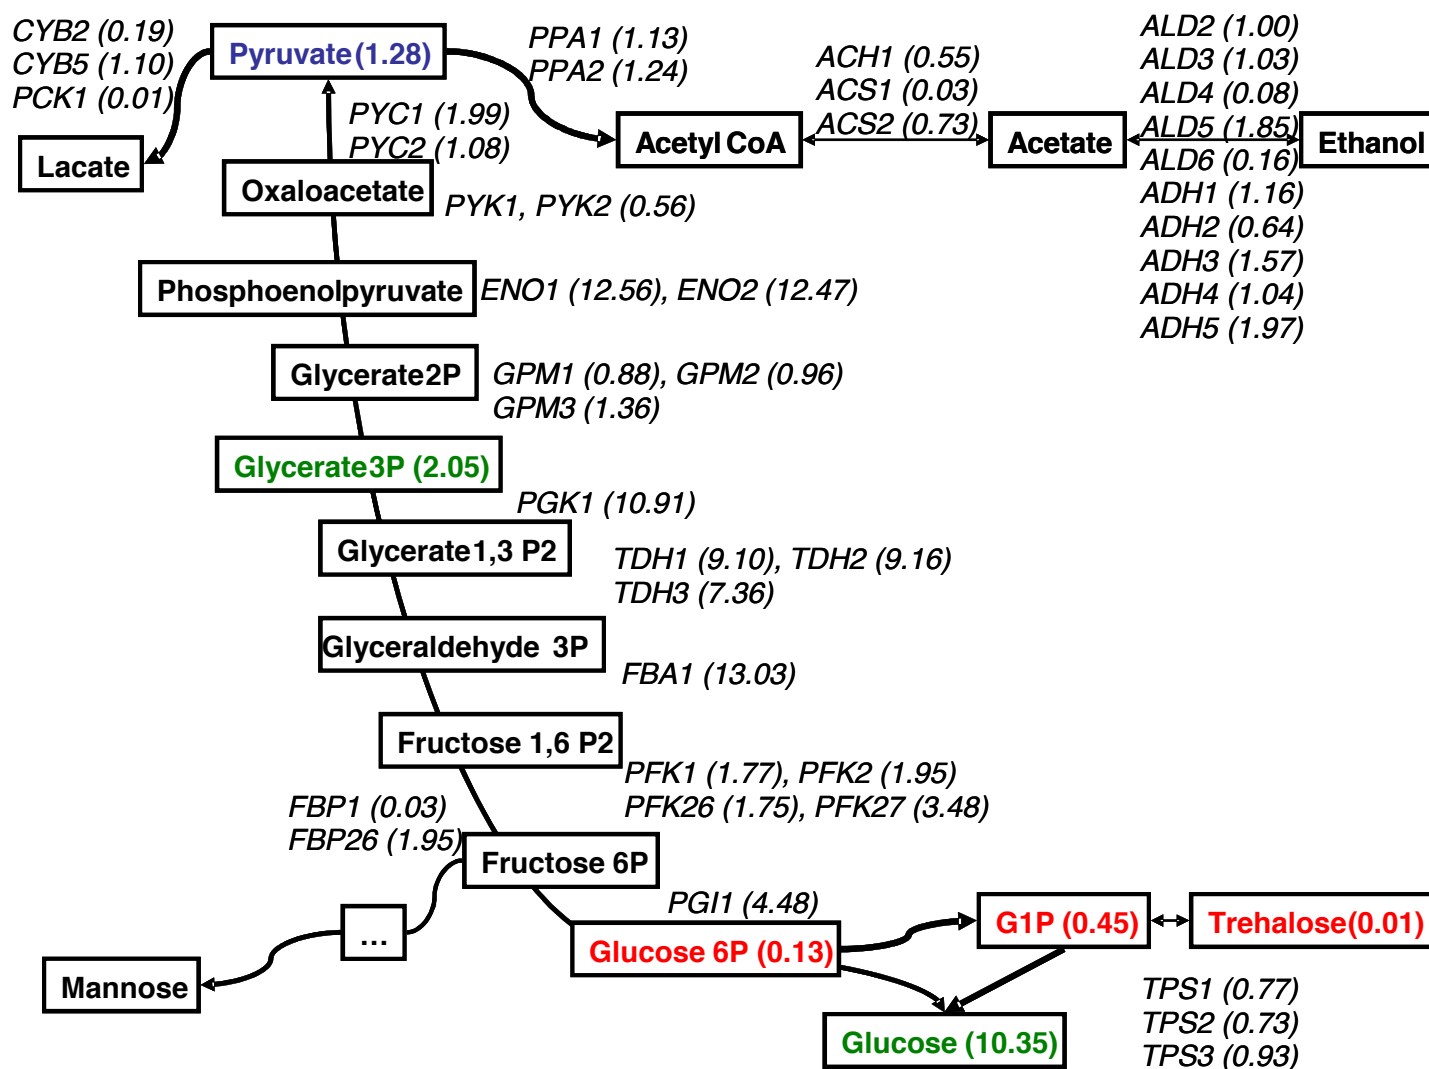 CYB2 (0.19)
CYB5 (1.10)
PCK1 (0.01)
Pyruvate (1.28)
PPA1 (1.13)
PPA2 (1.24)
ACH1 (0.55)
ACS1 (0.03)
ACS2 (0.73)
ALD2 (1.00)
ALD3 (1.03)
ALD4 (0.08)
ALD5 (1.85)
ALD6 (0.16)
ADH1 (1.16)
ADH2 (0.64)
ADH3 (1.57)
ADH4 (1.04)
ADH5 (1.97)
Lacate
PYC1 (1.99)
PYC2 (1.08)
Acetyl CoA
Acetate
Ethanol
Oxaloacetate
PYK1, PYK2 (0.56)
Phosphoenolpyruvate
ENO1 (12.56), ENO2 (12.47)
Glycerate 2P
GPM1 (0.88), GPM2 (0.96)
GPM3 (1.36)
Glycerate 3P (2.05)
PGK1 (10.91)
Glycerate 1,3 P2
TDH1 (9.10), TDH2 (9.16)
TDH3 (7.36)
Glyceraldehyde 3P
FBA1 (13.03)
Fructose 1,6 P2
PFK1 (1.77), PFK2 (1.95)
PFK26 (1.75), PFK27 (3.48)
FBP1 (0.03)
FBP26 (1.95)
Fructose 6P
PGI1 (4.48)
...
Mannose
Glucose 6P (0.13)
G1P (0.45)
Trehalose (0.01)
TPS1 (0.77)
TPS2 (0.73)
TPS3 (0.93)
Glucose (10.35)